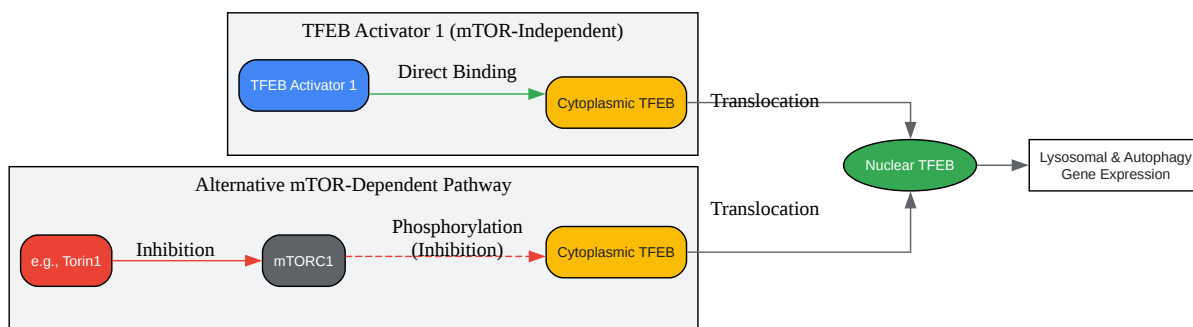 TFEB Activator 1 (mTOR-Independent)
TFEB Activator 1
Direct Binding
Cytoplasmic TFEB
Translocation
Nuclear TFEB
Lysosomal & Autophagy
Gene Expression
Alternative mTOR-Dependent Pathway
Translocation
e.g., Torin1
Inhibition
mTORC1
Phosphorylation
(Inhibition)
Cytoplasmic TFEB